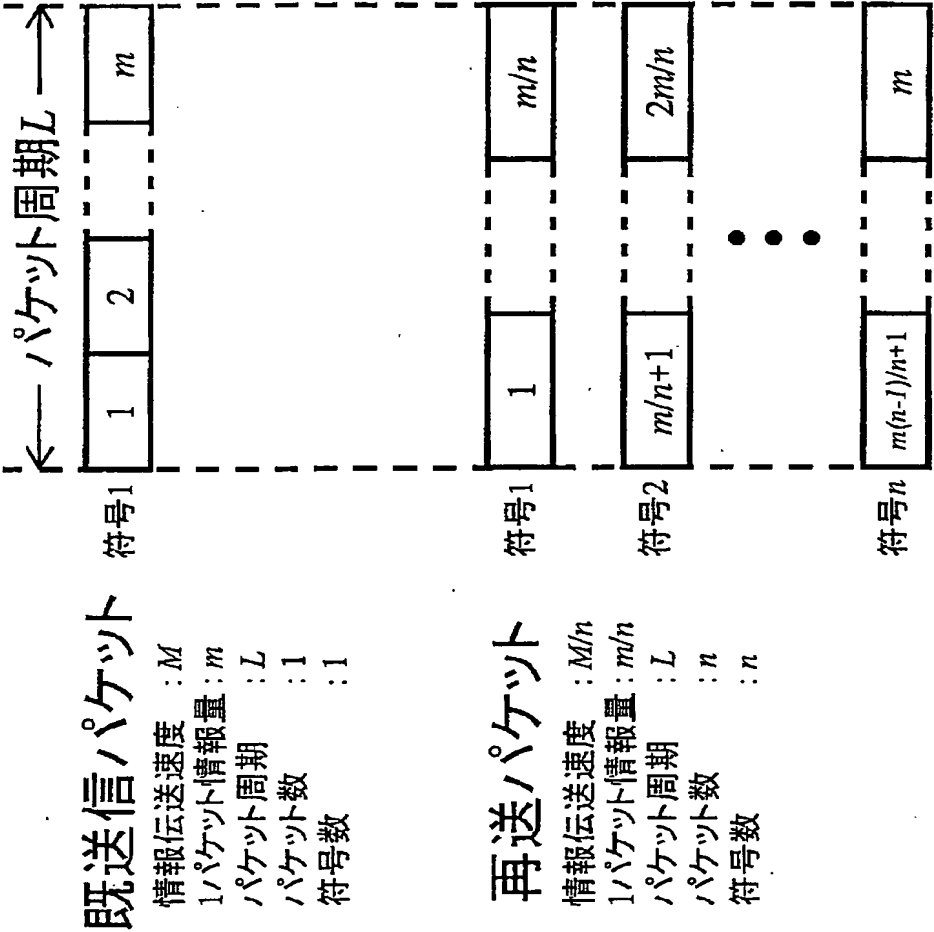 パケット周期L
既送信パケット
情報伝送速度 : M
1パケット情報量 : m
パケット周期 : L
パケット数 : 1
符号数 : 1
符号1
1 2 m
再送パケット
情報伝送速度 : M/n
1パケット情報量 : m/n
パケット周期 : L
パケット数 : n
符号数 : n
符号1
1 m/n
符号2
m/n+1 2m/n
符号n
m(n-1)/n+1 m